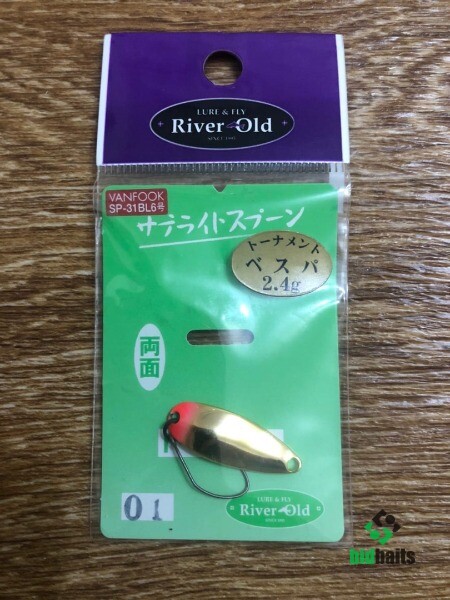 LURE & FLY
River Old
SINCE 1991
VANFOOK
SP-31BL6号
サテライトスプーン
トーナメント
ベスパ
2.4g
両面
01
LURE & FLY
River Old
bwbaits